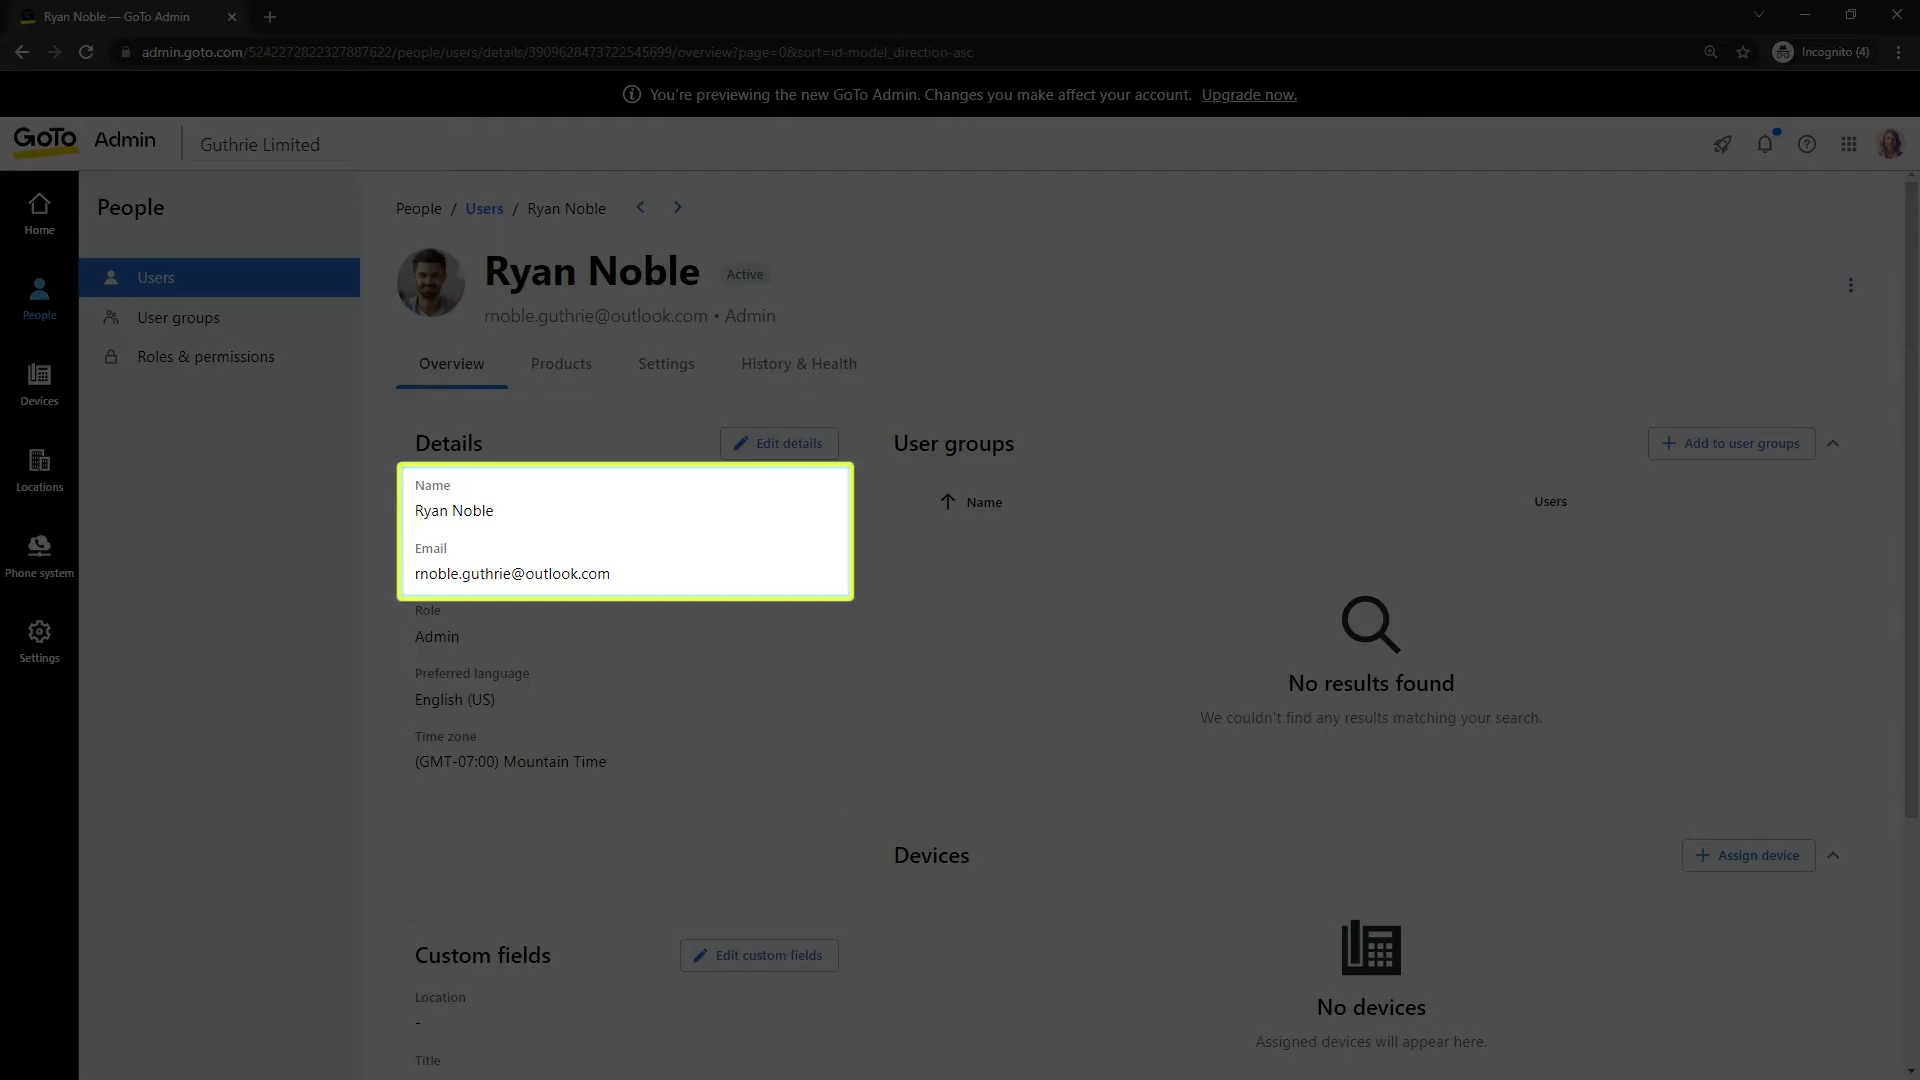 Ryan Noble — GoTo Admin
admin.goto.com/5242272822327887622/people/users/details/3909628473722545699/overview?page=0&sort=id-model_direction-asc
Incognito (4)
You're previewing the new GoTo Admin. Changes you make affect your account. Upgrade now.
GoTo Admin
Guthrie Limited
Home
People
Devices
Locations
Phone system
Settings
People
Users
User groups
Roles & permissions
People / Users / Ryan Noble
Ryan Noble
Active
rnoble.guthrie@outlook.com • Admin
Overview
Products
Settings
History & Health
Details
Edit details
Name
Ryan Noble
Email
rnoble.guthrie@outlook.com
Role
Admin
Preferred language
English (US)
Time zone
(GMT-07:00) Mountain Time
Custom fields
Edit custom fields
Location
-
Title
User groups
Add to user groups
Name
Users
No results found
We couldn't find any results matching your search.
Devices
Assign device
No devices
Assigned devices will appear here.